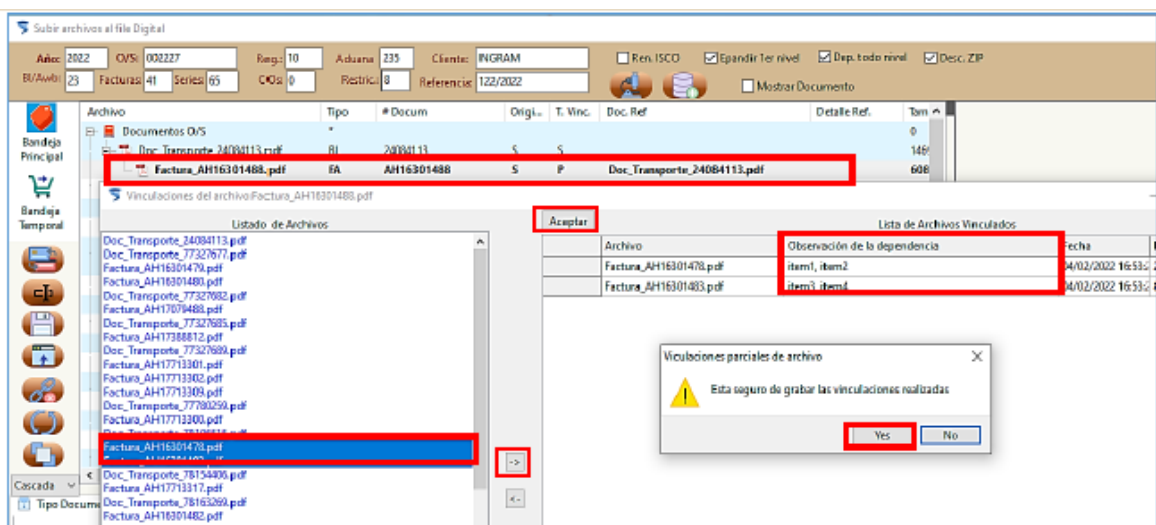 Subir archivos al file Digital
Año: 2022 O/S: 002227 Reg.: 10 Aduana 235 Cliente: INGRAM Ren. ISCO Epandir 1er nivel Dep. todo nivel Desc. ZIP
Bl/Awb: 23 Facturas: 41 Series: 65 C\Os: 0 Restric.: 8 Referencia: 122/2022 Mostrar Documento
Archivo Tipo # Docum Origi... T. Vinc. Doc. Ref Detalle Ref. Tam
Documentos O/S * 0
Doc_Transporte_24084113.pdf BL 24084113 S S
Factura_AH16301488.pdf FA AH16301488 S P Doc_Transporte_24084113.pdf 608
Bandeja Principal
Bandeja Temporal
Cascada
Tipo Docume
Vinculaciones del archivo:Factura_AH16301488.pdf
Listado de Archivos
Doc_Transporte_24084113.pdf
Doc_Transporte_77327677.pdf
Factura_AH16301479.pdf
Factura_AH16301480.pdf
Doc_Transporte_77327682.pdf
Factura_AH17079488.pdf
Doc_Transporte_77327685.pdf
Factura_AH17388812.pdf
Doc_Transporte_77327689.pdf
Factura_AH17713301.pdf
Factura_AH17713302.pdf
Factura_AH17713309.pdf
Doc_Transporte_77780259.pdf
Factura_AH17713300.pdf
Factura_AH16301478.pdf
Doc_Transporte_78154406.pdf
Factura_AH17713317.pdf
Doc_Transporte_78163269.pdf
Factura_AH16301482.pdf
->
<-
Aceptar
Lista de Archivos Vinculados
Archivo Observación de la dependencia Fecha
Factura_AH16301478.pdf item1, item2 04/02/2022 16:53:
Factura_AH16301483.pdf item3, item4 04/02/2022 16:53:
Viculaciones parciales de archivo
Esta seguro de grabar las vinculaciones realizadas
Yes No